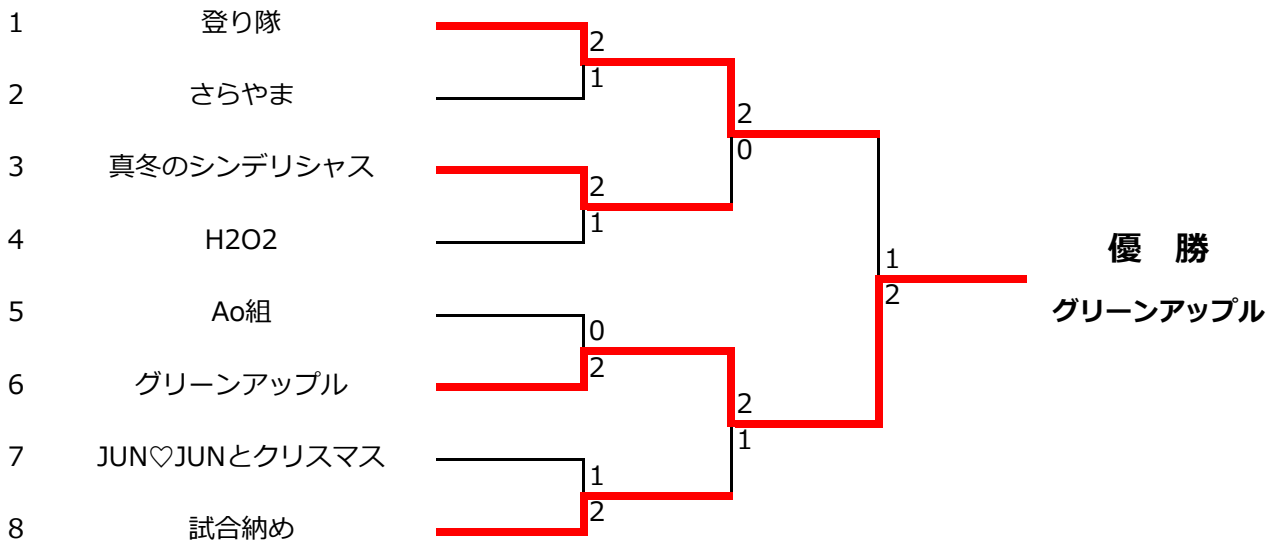 1 登り隊
2
1
2 さらやま
2
0
3 真冬のシンデリシャス
2
1
4 H2O2
優 勝
1
2
グリーンアップル
5 Ao組
0
2
6 グリーンアップル
2
1
7 JUN♡JUNとクリスマス
1
2
8 試合納め